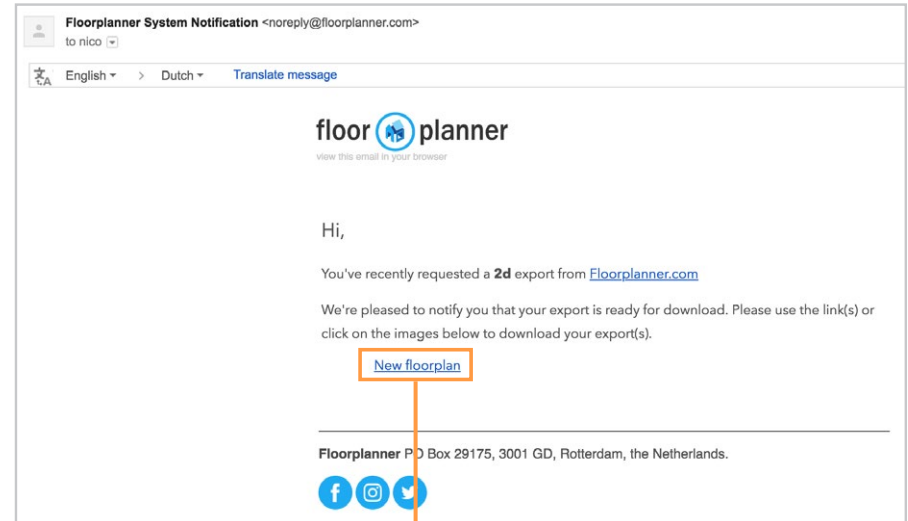 Floorplanner System Notification <noreply@floorplanner.com>
to nico
English > Dutch Translate message
floor planner
view this email in your browser
Hi,
You've recently requested a 2d export from Floorplanner.com
We're pleased to notify you that your export is ready for download. Please use the link(s) or
click on the images below to download your export(s).
New floorplan
Floorplanner PO Box 29175, 3001 GD, Rotterdam, the Netherlands.